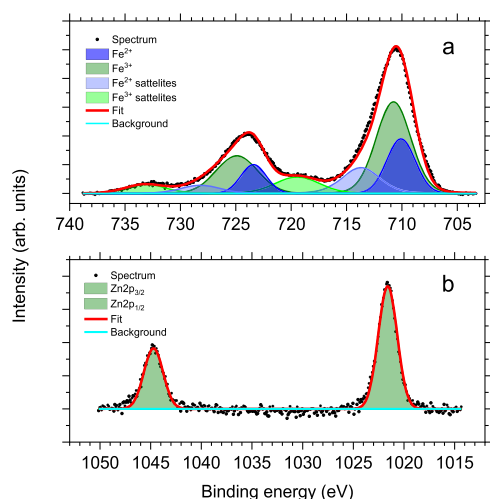 a
Spectrum
Fe2+
Fe3+
Fe2+ sattelites
Fe3+ sattelites
Fit
Background
740 735 730 725 720 715 710 705
Intensity (arb. units)
b
Spectrum
Zn2p3/2
Zn2p1/2
Fit
Background
1050 1045 1040 1035 1030 1025 1020 1015
Binding energy (eV)